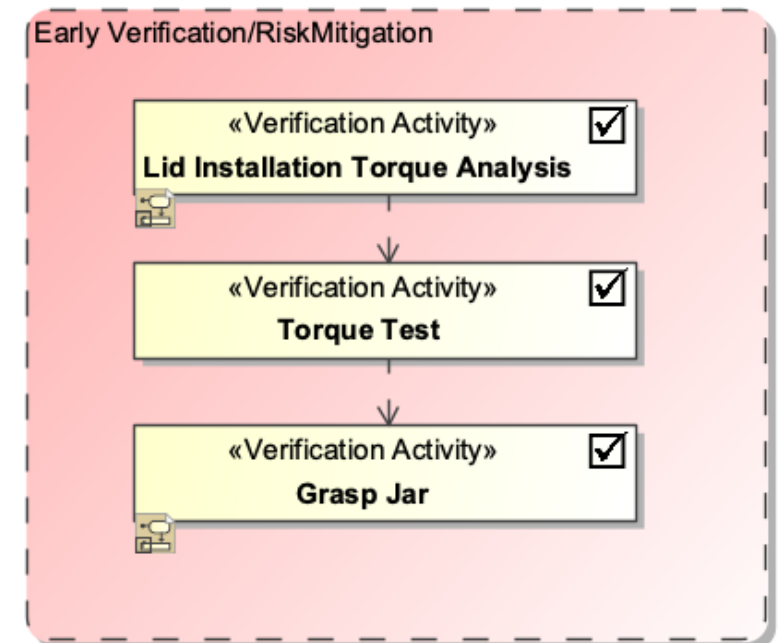 Early Verification/RiskMitigation
«Verification Activity»
Lid Installation Torque Analysis
«Verification Activity»
Torque Test
«Verification Activity»
Grasp Jar